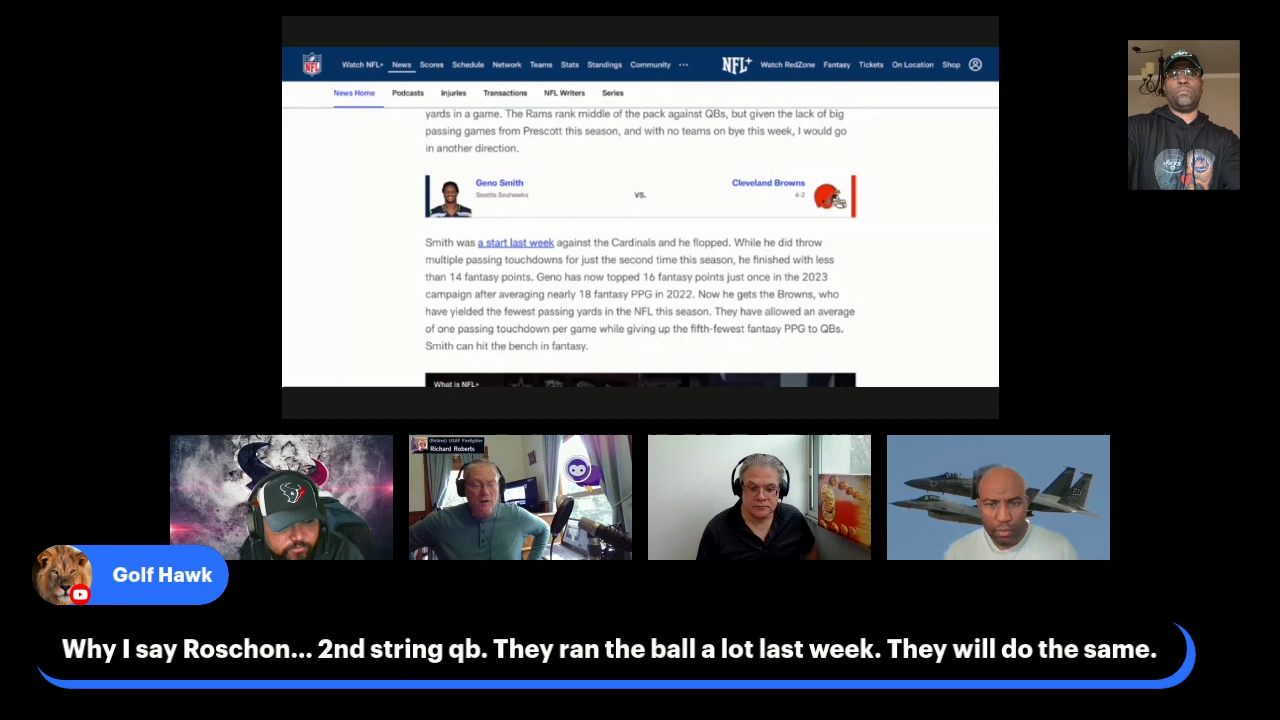 Watch NFL+ News Scores Schedule Network Teams Stats Standings Community ••• NFL+ Watch RedZone Fantasy Tickets On Location Shop
NFL
News Home Podcasts Injuries Transactions NFL Writers Series
yards in a game. The Rams rank middle of the pack against QBs, but given the lack of big
passing games from Prescott this season, and with no teams on bye this week, I would go
in another direction.
Geno Smith
Seattle Seahawks
vs.
Cleveland Browns
4-2
Smith was a start last week against the Cardinals and he flopped. While he did throw
multiple passing touchdowns for just the second time this season, he finished with less
than 14 fantasy points. Geno has now topped 16 fantasy points just once in the 2023
campaign after averaging nearly 18 fantasy PPG in 2022. Now he gets the Browns, who
have yielded the fewest passing yards in the NFL this season. They have allowed an average
of one passing touchdown per game while giving up the fifth-fewest fantasy PPG to QBs.
Smith can hit the bench in fantasy.
What is NFL+
(Retired) USAF Firefighter
Richard Roberts
Golf Hawk
Why I say Roschon... 2nd string qb. They ran the ball a lot last week. They will do the same.